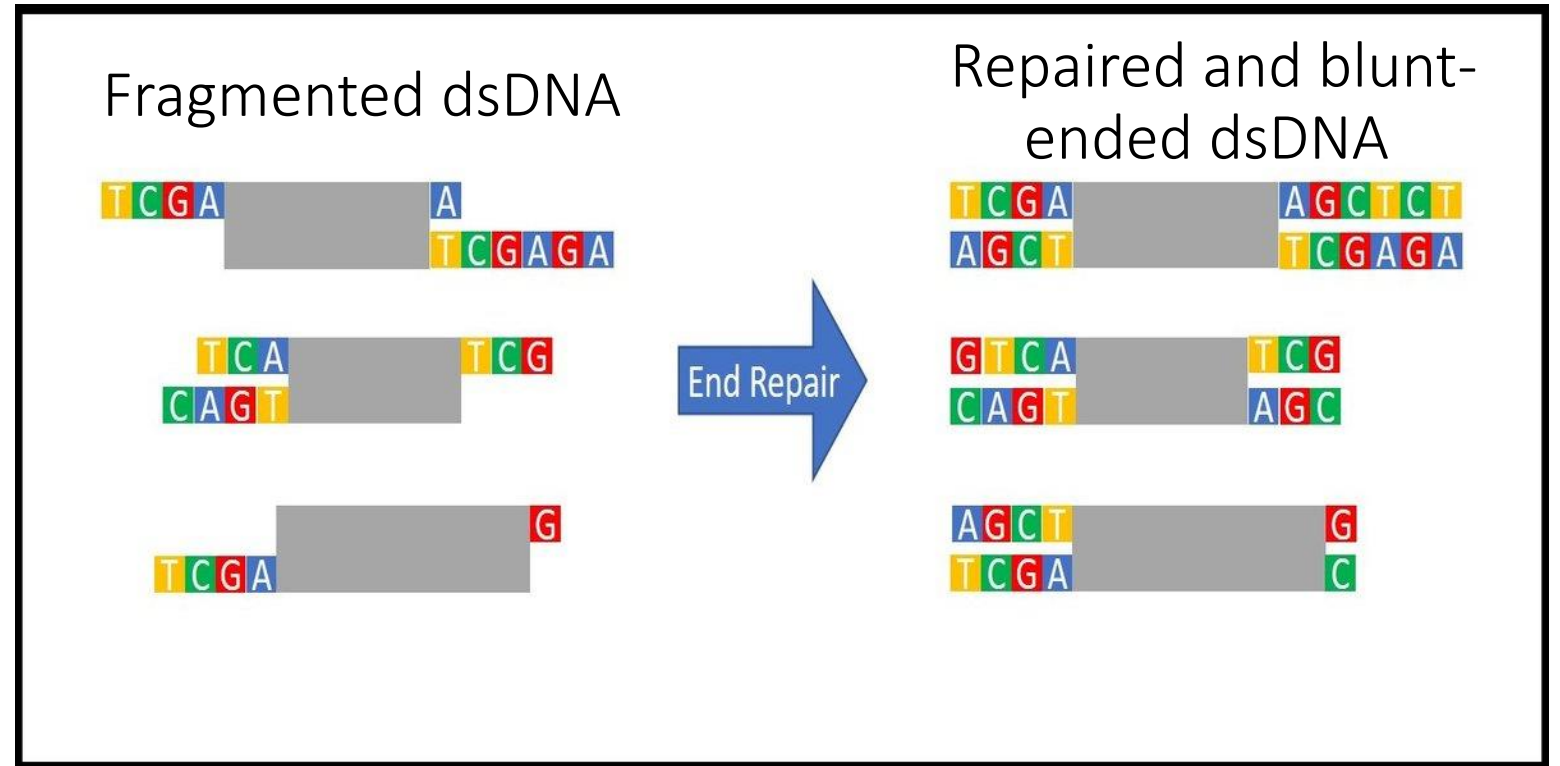 Fragmented dsDNA
Repaired and blunt-
ended dsDNA
TCGA A
TCGAGA
TCGA AGCTCT
AGCT TCGAGA
TCA TCG
CAGT
End Repair
GTCA TCG
CAGT AGC
G
TCGA
AGCT G
TCGA C